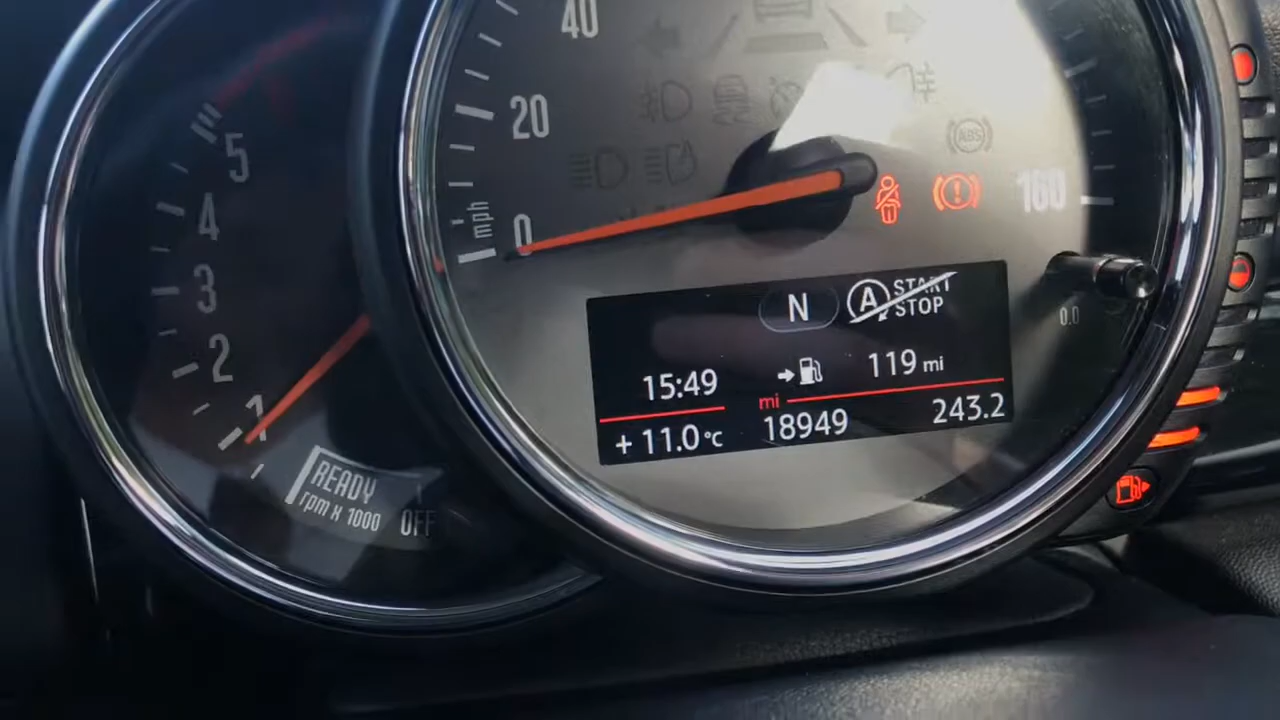 5
4
3
2
1
READY
rpm x 1000
OFF
40
20
0
mph
160
ABS
0.0
N
A START STOP
15:49
119 mi
+ 11.0 °C
mi
18949
243.2